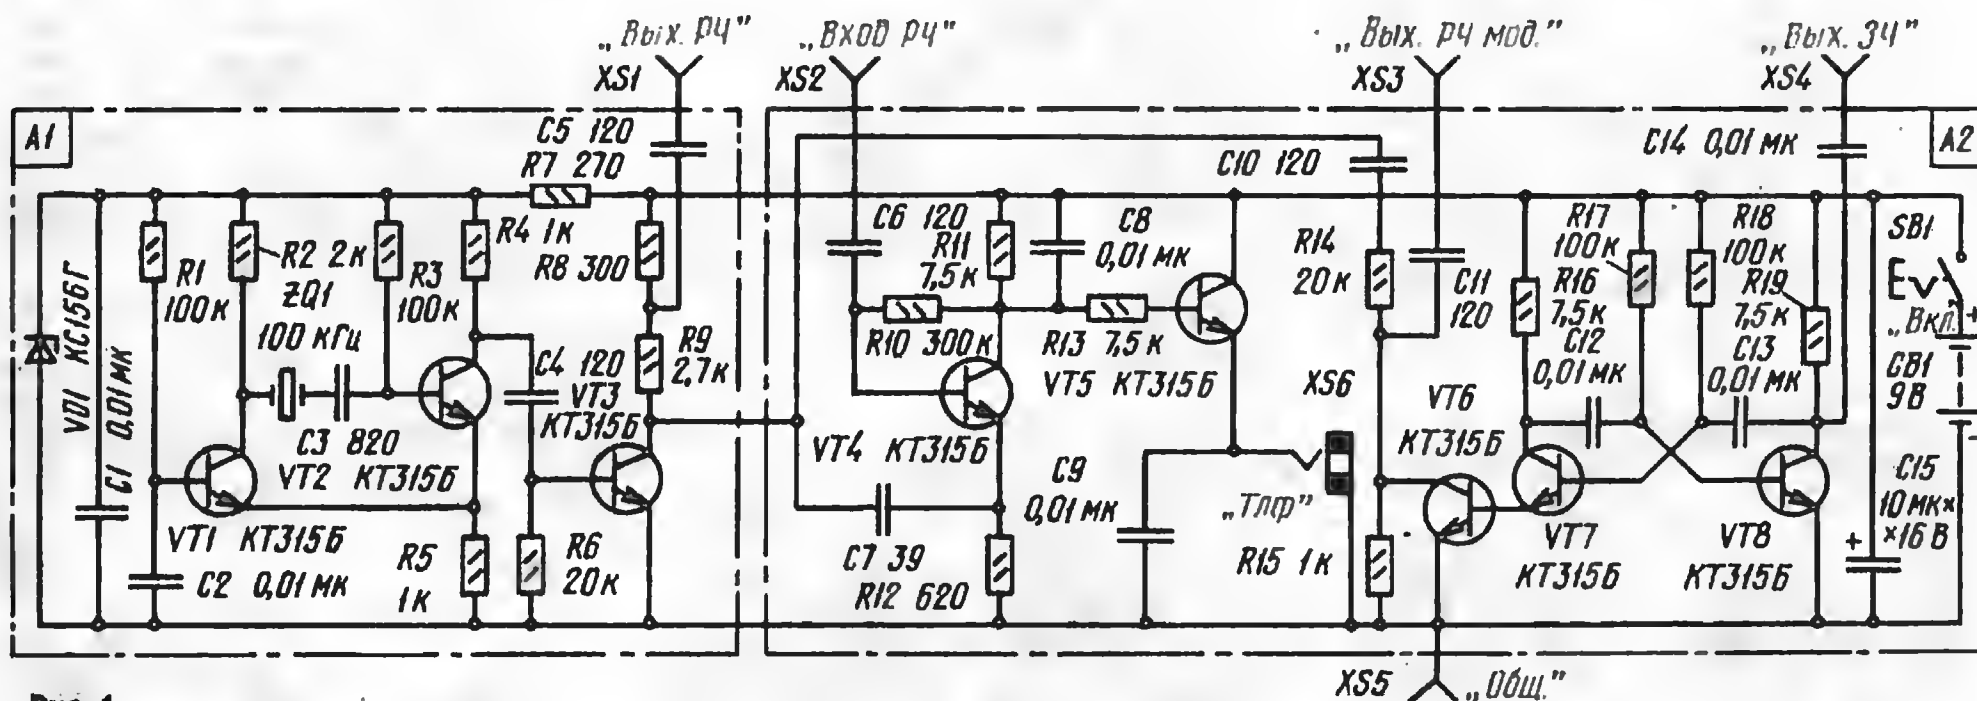 „Вых. РЧ”
XS1
„Вход РЧ”
XS2
„Вых. РЧ мод.”
XS3
„Вых. ЗЧ”
XS4
A1
A2
C5 120
R7 270
C10 120
C14 0,01 мк
VD1 КС156Г
C1 0,01 мк
R1
100 к
R2 2 к
ZQ1
100 кГц
R3
100 к
R4 1 к
R8 300
C3 820
VT2 КТ315Б
VT1 КТ315Б
C2 0,01 мк
R5
1 к
C4 120
VT3
КТ315Б
R6
20 к
R9
2,7 к
C6 120
R11
7,5 к
R10 300 к
VT4 КТ315Б
C7 39
R12 620
C8
0,01 мк
R13 7,5 к
VT5 КТ315Б
C9
0,01 мк
XS6
„Тлф”
R14
20 к
C11
120
R15 1 к
VT6
КТ315Б
R17
100 к
R16
7,5 к
C12
0,01 мк
R18
100 к
R19
7,5 к
C13
0,01 мк
VT7
КТ315Б
VT8
КТ315Б
SB1
„Вкл.”
+
GB1
9 В
-
C15
10 мк×
×16 В
+
XS5
„Общ.”